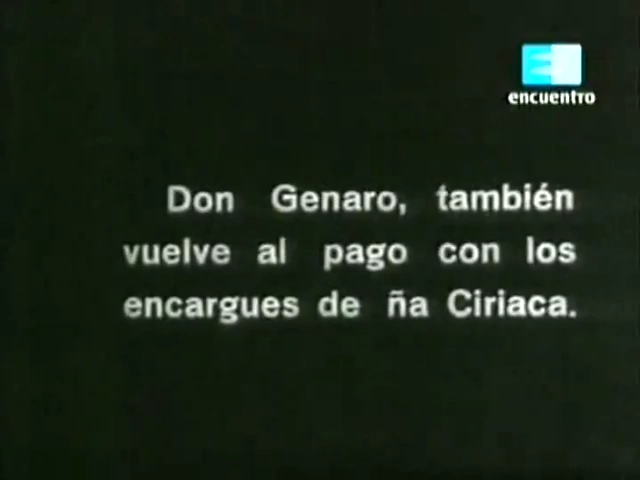 encuentro
Don Genaro, también
vuelve al pago con los
encargues de ña Ciriaca.